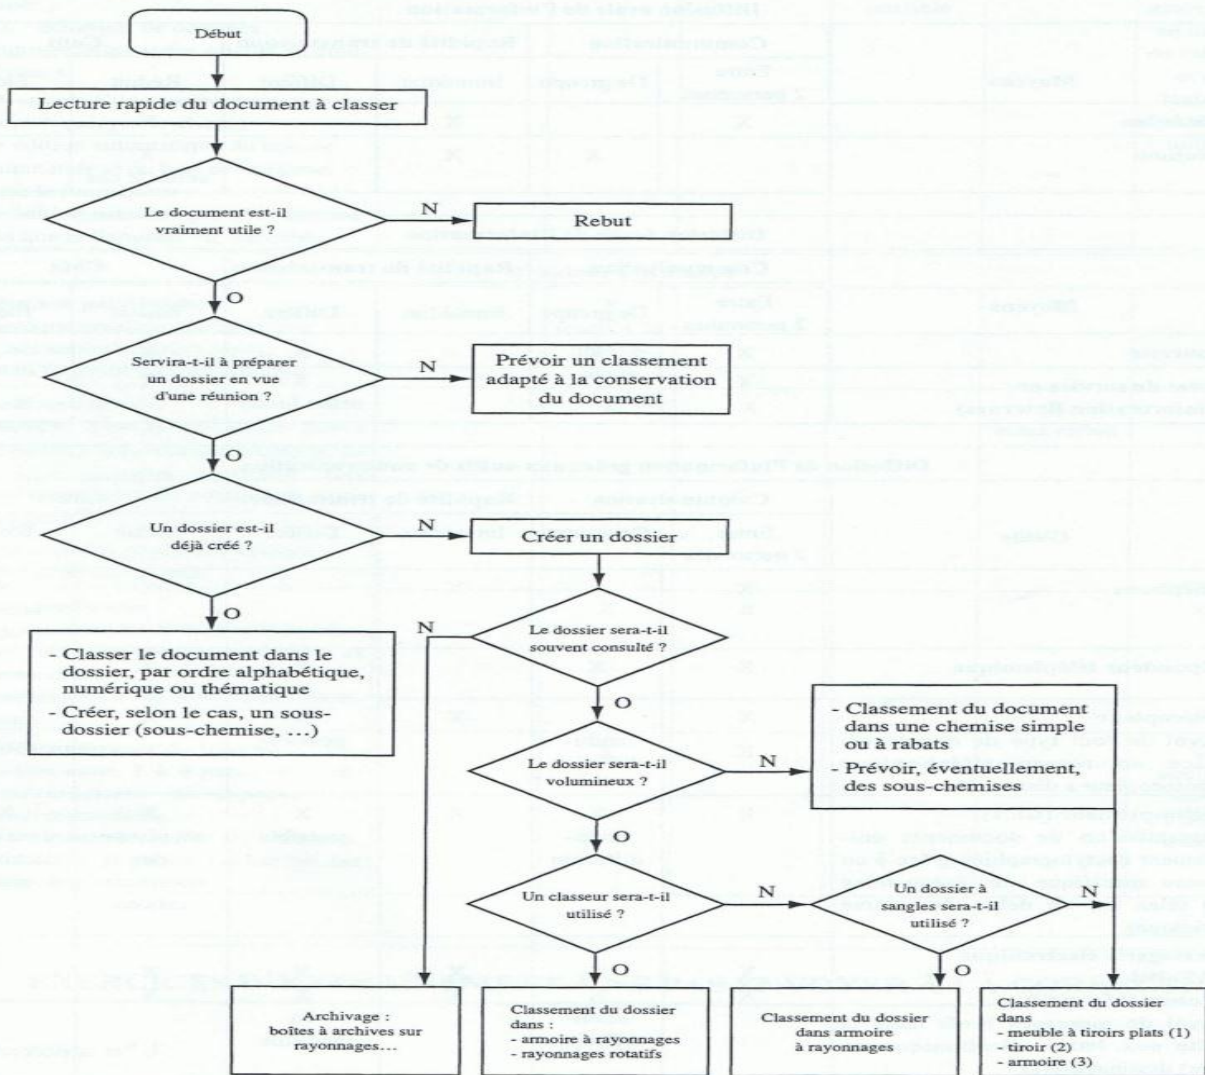 Début
Lecture rapide du document à classer
Le document est-il
vraiment utile ?
N
Rebut
O
Servira-t-il à préparer
un dossier en vue
d'une réunion ?
N
Prévoir un classement
adapté à la conservation
du document
O
Un dossier est-il
déjà créé ?
N
Créer un dossier
O
- Classer le document dans le
dossier, par ordre alphabétique,
numérique ou thématique
- Créer, selon le cas, un sous-
dossier (sous-chemise, …)
N
Le dossier sera-t-il
souvent consulté ?
O
Le dossier sera-t-il
volumineux ?
N
- Classement du document
dans une chemise simple
ou à rabats
- Prévoir, éventuellement,
des sous-chemises
O
Un classeur sera-t-il
utilisé ?
N
Un dossier à
sangles sera-t-il
utilisé ?
N
O
O
Archivage :
boîtes à archives sur
rayonnages...
Classement du dossier
dans :
- armoire à rayonnages
- rayonnages rotatifs
Classement du dossier
dans armoire
à rayonnages
Classement du dossier
dans
- meuble à tiroirs plats (1)
- tiroir (2)
- armoire (3)